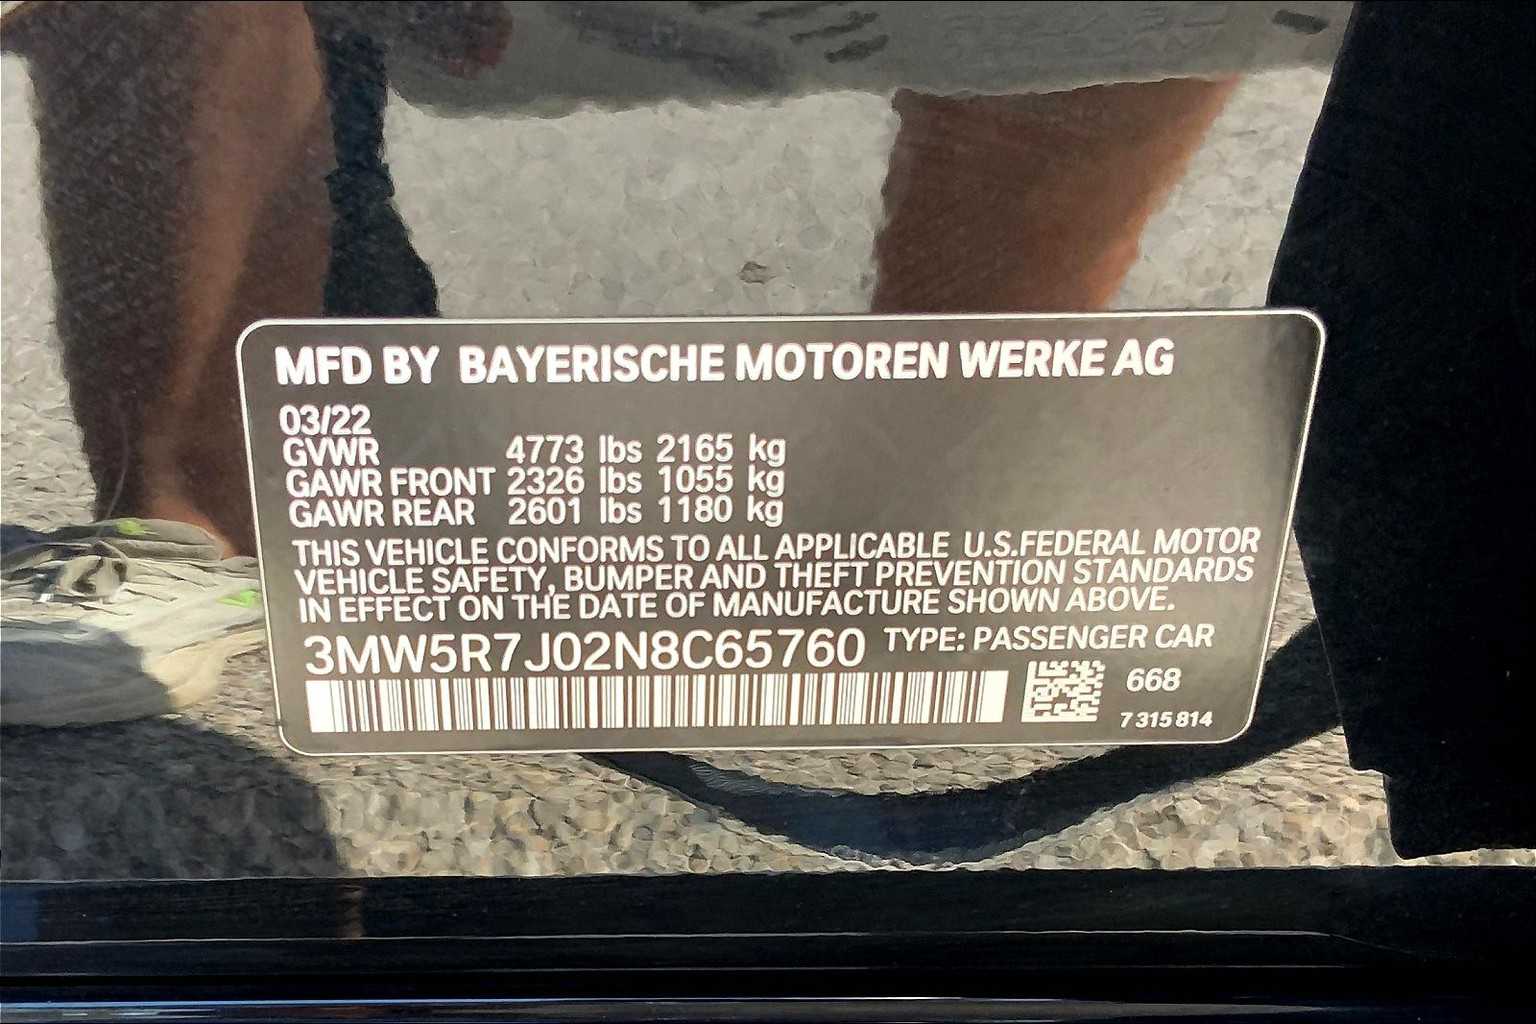 MFD BY BAYERISCHE MOTOREN WERKE AG
03/22
GVWR 4773 lbs 2165 kg
GAWR FRONT 2326 lbs 1055 kg
GAWR REAR 2601 lbs 1180 kg
THIS VEHICLE CONFORMS TO ALL APPLICABLE U.S.FEDERAL MOTOR
VEHICLE SAFETY, BUMPER AND THEFT PREVENTION STANDARDS
IN EFFECT ON THE DATE OF MANUFACTURE SHOWN ABOVE.
3MW5R7J02N8C65760 TYPE: PASSENGER CAR
668
7 315 814